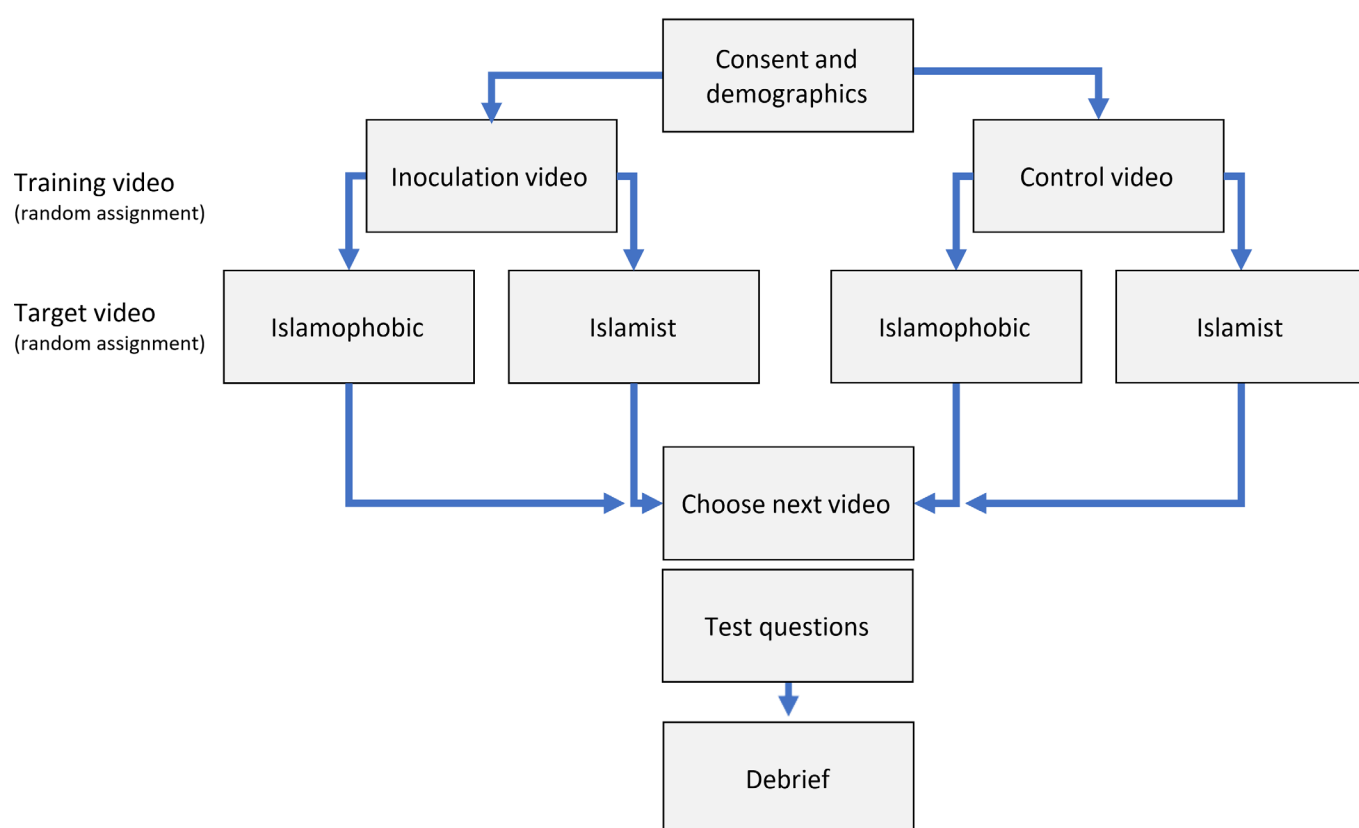 Consent and
demographics
Training video
(random assignment)
Inoculation video
Control video
Target video
(random assignment)
Islamophobic
Islamist
Islamophobic
Islamist
Choose next video
Test questions
Debrief